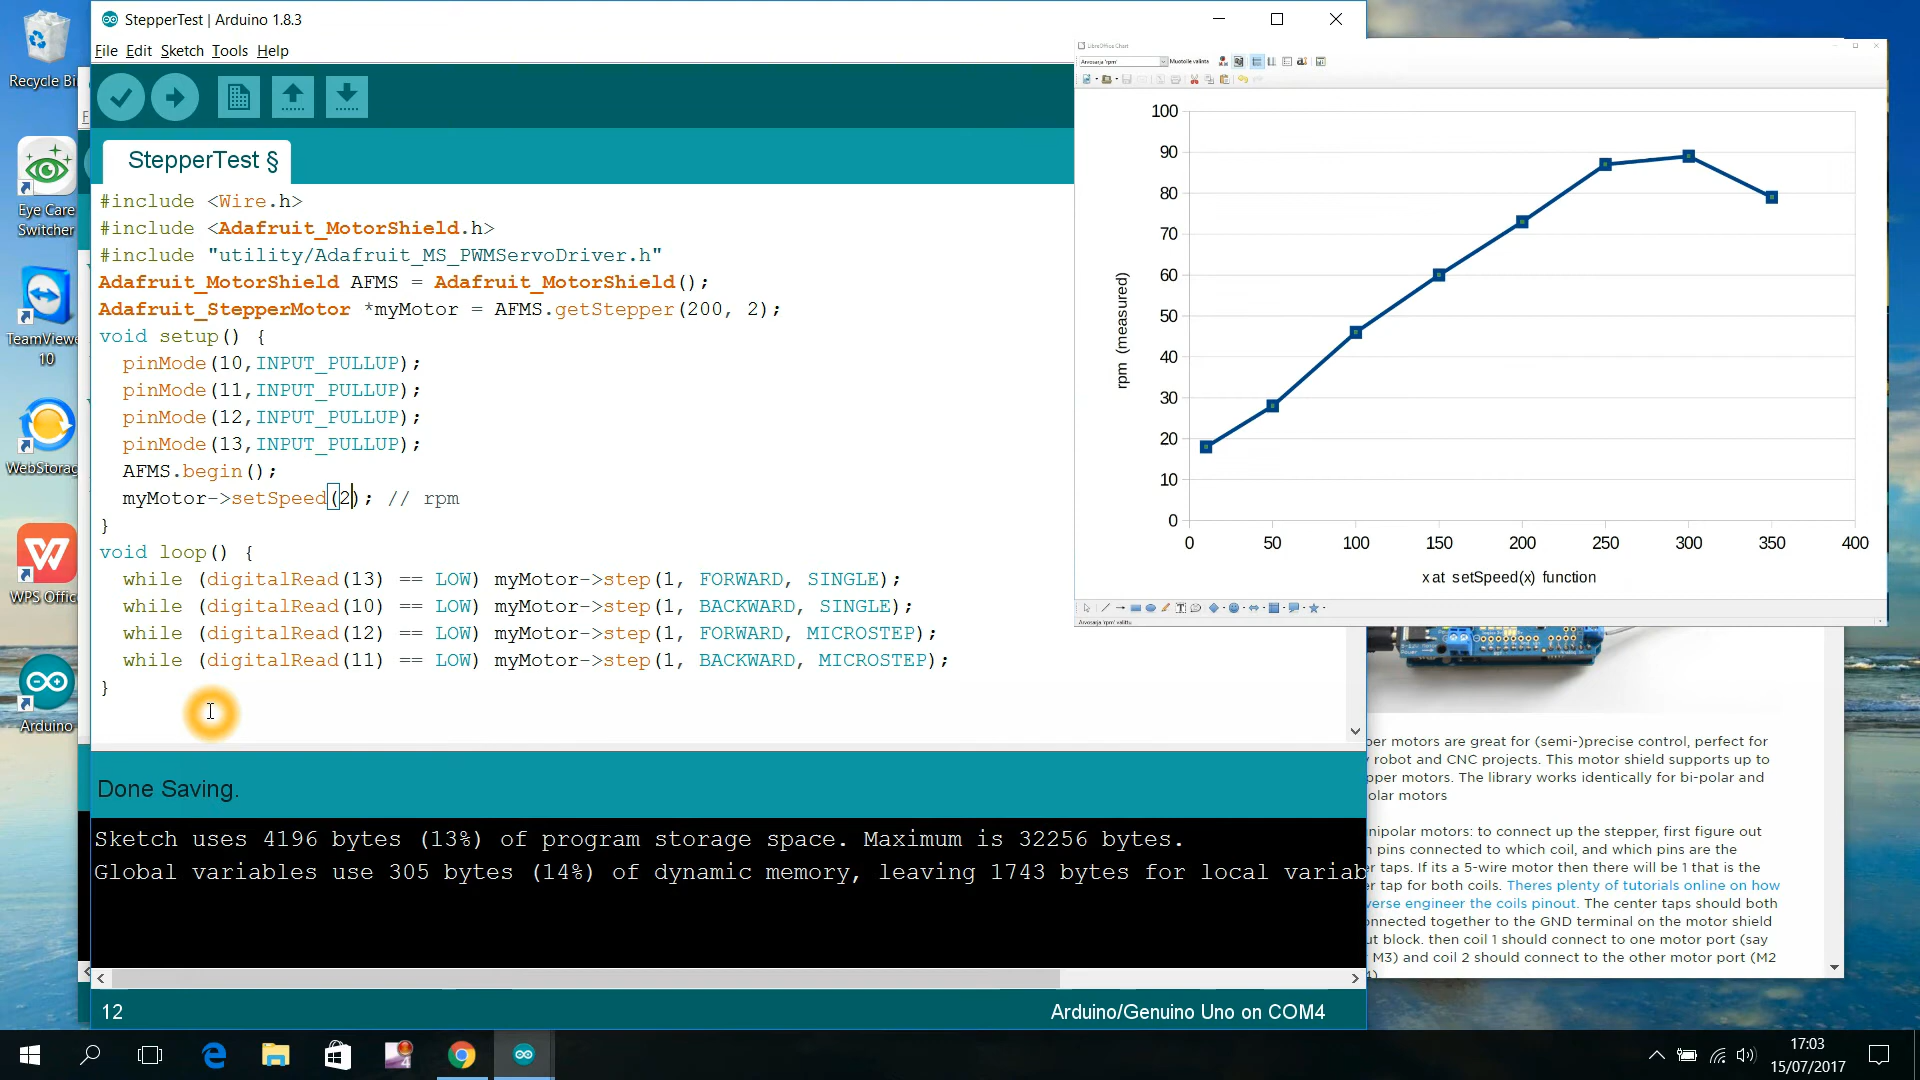 Recycle Bi
Eye Care
Switcher
TeamViewe
10
WebStorag
WPS Offic
Arduino
StepperTest | Arduino 1.8.3
File Edit Sketch Tools Help
StepperTest §
#include <Wire.h>
#include <Adafruit_MotorShield.h>
#include "utility/Adafruit_MS_PWMServoDriver.h"
Adafruit_MotorShield AFMS = Adafruit_MotorShield();
Adafruit_StepperMotor *myMotor = AFMS.getStepper(200, 2);
void setup() {
pinMode(10,INPUT_PULLUP);
pinMode(11,INPUT_PULLUP);
pinMode(12,INPUT_PULLUP);
pinMode(13,INPUT_PULLUP);
AFMS.begin();
myMotor->setSpeed(2); // rpm
}
void loop() {
while (digitalRead(13) == LOW) myMotor->step(1, FORWARD, SINGLE);
while (digitalRead(10) == LOW) myMotor->step(1, BACKWARD, SINGLE);
while (digitalRead(12) == LOW) myMotor->step(1, FORWARD, MICROSTEP);
while (digitalRead(11) == LOW) myMotor->step(1, BACKWARD, MICROSTEP);
}
Done Saving.
Sketch uses 4196 bytes (13%) of program storage space. Maximum is 32256 bytes.
Global variables use 305 bytes (14%) of dynamic memory, leaving 1743 bytes for local variab
12
Arduino/Genuino Uno on COM4
LibreOffice Chart
Arvosarja 'rpm'
Muotoile valinta
100
90
80
70
60
50
40
30
20
10
0
rpm (measured)
0 50 100 150 200 250 300 350 400
x at setSpeed(x) function
Arvosarja 'rpm' valittu
per motors are great for (semi-)precise control, perfect for
robot and CNC projects. This motor shield supports up to
pper motors. The library works identically for bi-polar and
olar motors
nipolar motors: to connect up the stepper, first figure out
pins connected to which coil, and which pins are the
r taps. If its a 5-wire motor then there will be 1 that is the
er tap for both coils. Theres plenty of tutorials online on how
verse engineer the coils pinout. The center taps should both
nnected together to the GND terminal on the motor shield
ut block. then coil 1 should connect to one motor port (say
M3) and coil 2 should connect to the other motor port (M2
17:03
15/07/2017